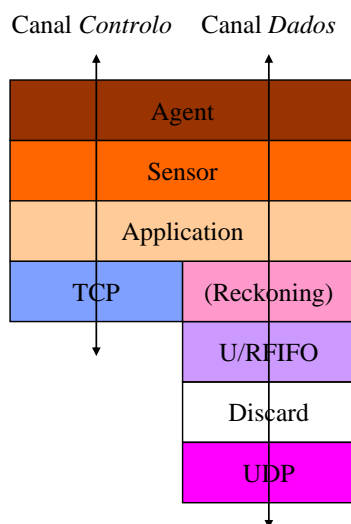 Canal Controlo Canal Dados
Agent
Sensor
Application
TCP (Reckoning)
U/RFIFO
Discard
UDP